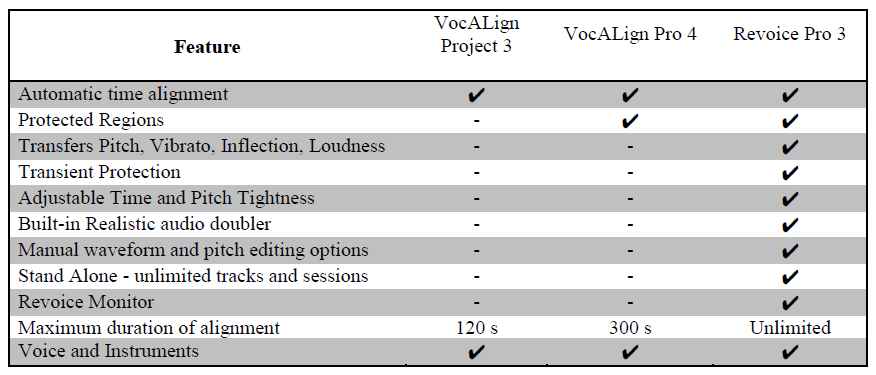 Feature VocALign Project 3 VocALign Pro 4 Revoice Pro 3
Automatic time alignment ✔ ✔ ✔
Protected Regions - ✔ ✔
Transfers Pitch, Vibrato, Inflection, Loudness - - ✔
Transient Protection - - ✔
Adjustable Time and Pitch Tightness - - ✔
Built-in Realistic audio doubler - - ✔
Manual waveform and pitch editing options - - ✔
Stand Alone - unlimited tracks and sessions - - ✔
Revoice Monitor - - ✔
Maximum duration of alignment 120 s 300 s Unlimited
Voice and Instruments ✔ ✔ ✔